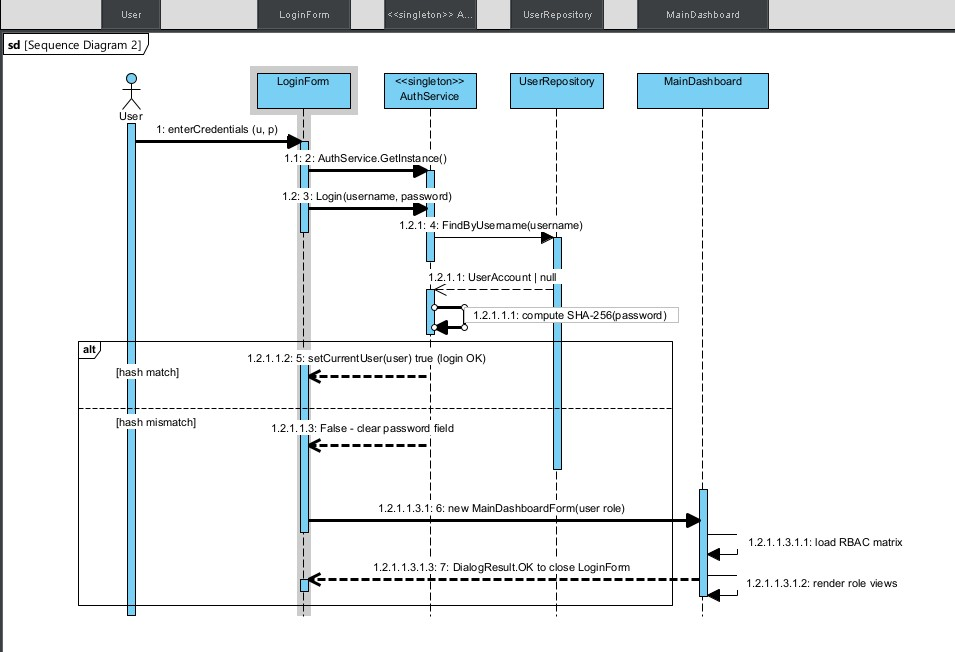 User
LoginForm
<<singleton>> A...
UserRepository
MainDashboard
sd [Sequence Diagram 2]
LoginForm
<<singleton>>
AuthService
UserRepository
MainDashboard
User
1: enterCredentials (u, p)
1.1: 2: AuthService.GetInstance()
1.2: 3: Login(username, password)
1.2.1: 4: FindByUsername(username)
1.2.1.1: UserAccount | null
1.2.1.1.1: compute SHA-256(password)
alt
1.2.1.1.2: 5: setCurrentUser(user) true (login OK)
[hash match]
[hash mismatch]
1.2.1.1.3: False - clear password field
1.2.1.1.3.1: 6: new MainDashboardForm(user role)
1.2.1.1.3.1.1: load RBAC matrix
1.2.1.1.3.1.3: 7: DialogResult.OK to close LoginForm
1.2.1.1.3.1.2: render role views